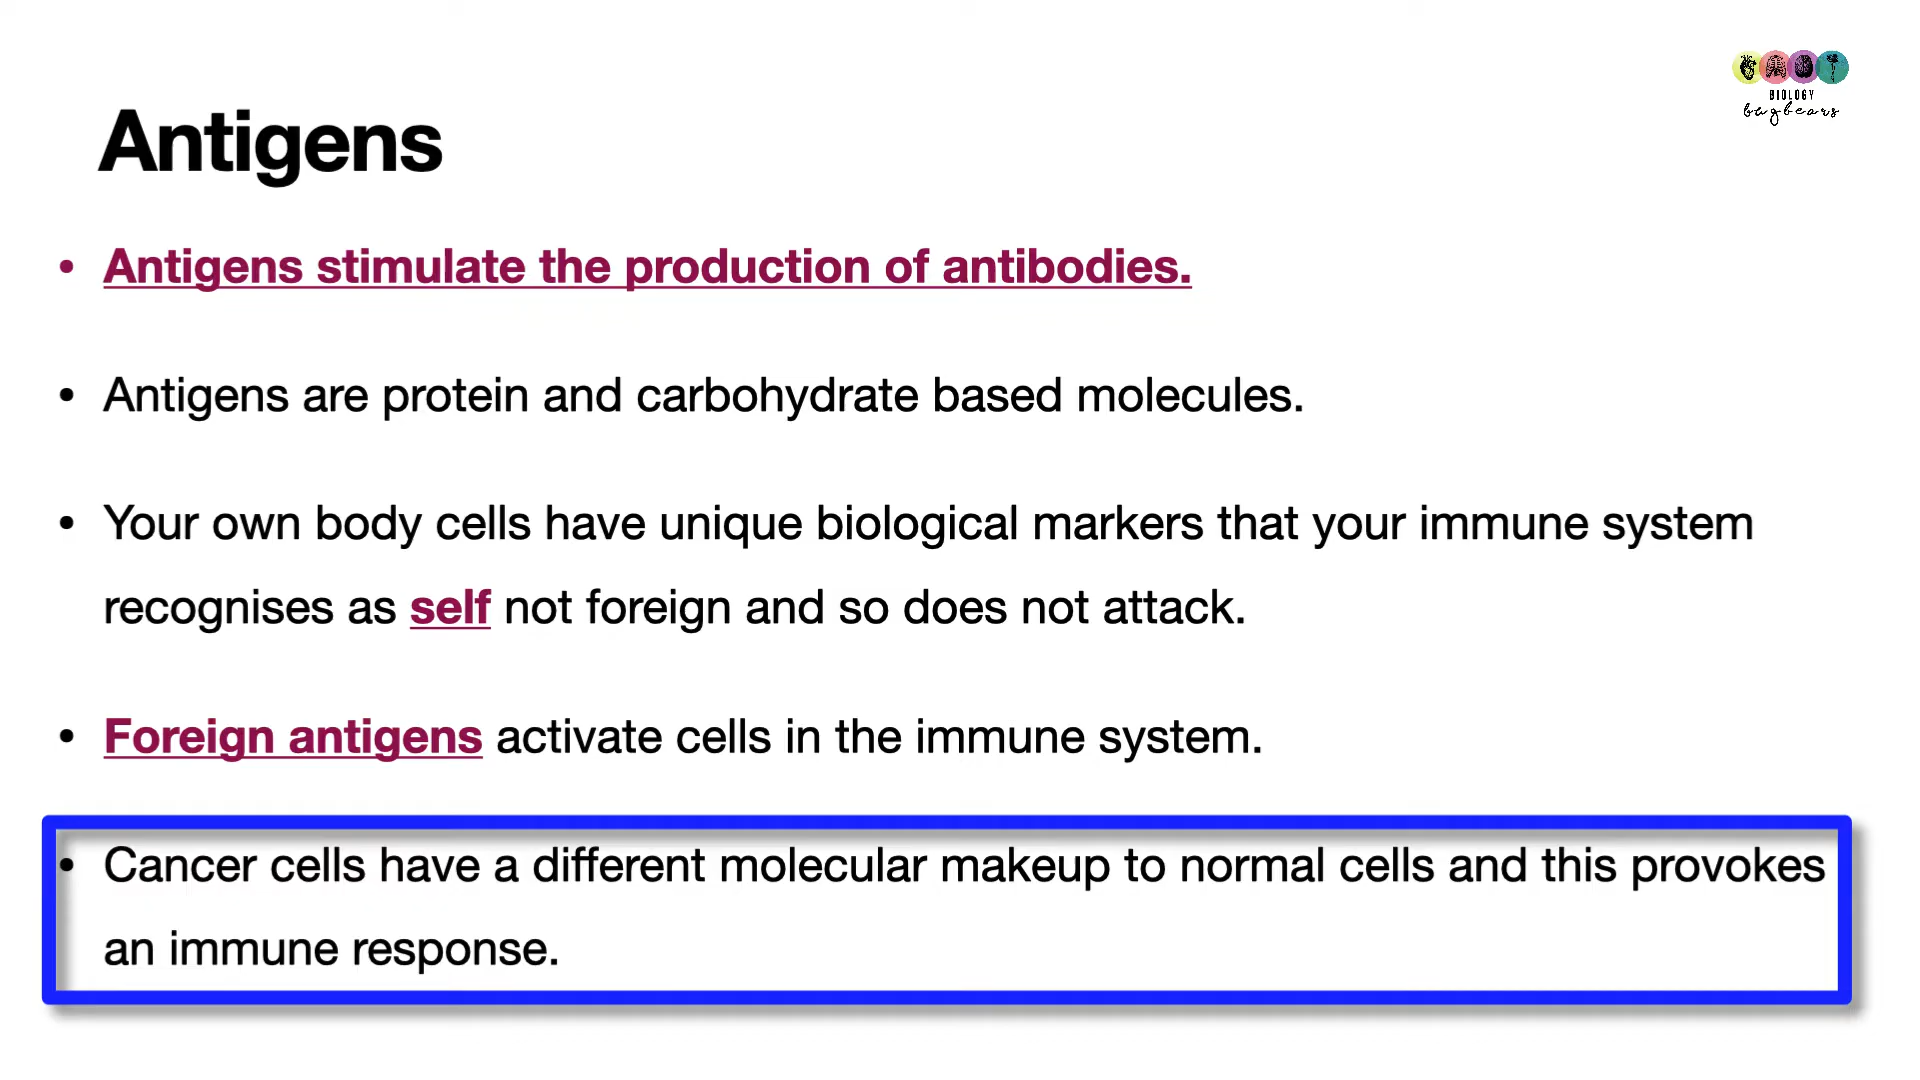 BIOLOGY
bugbears
Antigens
• Antigens stimulate the production of antibodies.
• Antigens are protein and carbohydrate based molecules.
• Your own body cells have unique biological markers that your immune system
recognises as self not foreign and so does not attack.
• Foreign antigens activate cells in the immune system.
• Cancer cells have a different molecular makeup to normal cells and this provokes
an immune response.